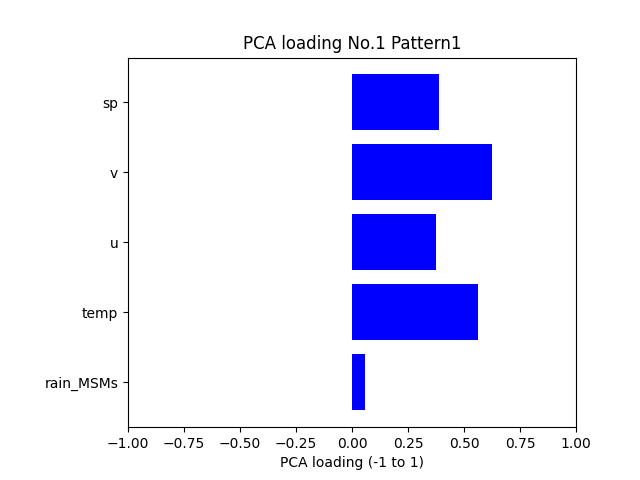 PCA loading No.1 Pattern1
sp
v
u
temp
rain_MSMs
−1.00 −0.75 −0.50 −0.25 0.00 0.25 0.50 0.75 1.00
PCA loading (-1 to 1)